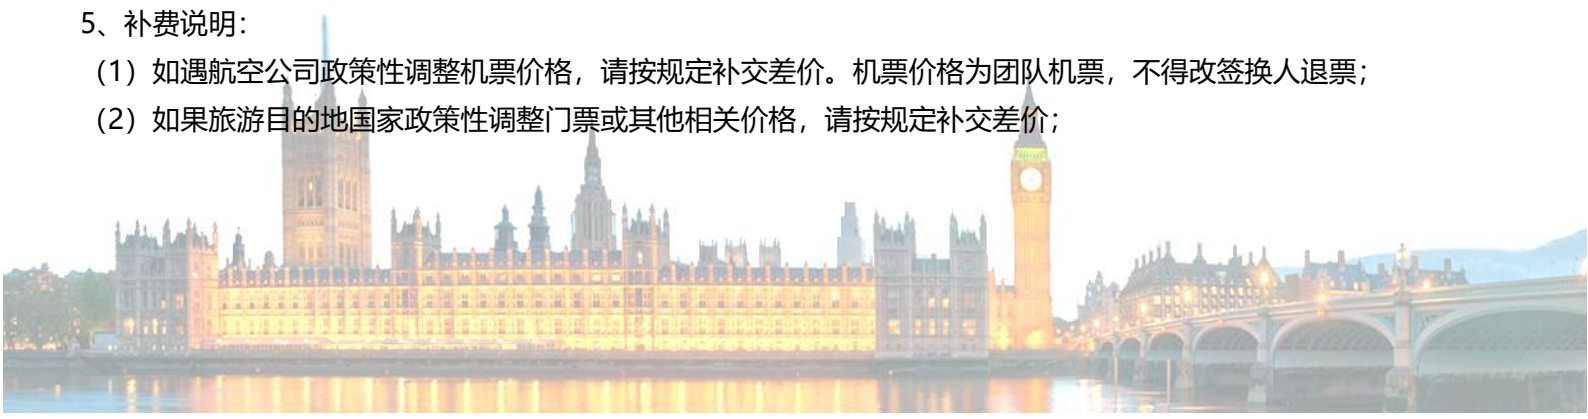 5、补费说明：
（1）如遇航空公司政策性调整机票价格，请按规定补交差价。机票价格为团队机票，不得改签换人退票；
（2）如果旅游目的地国家政策性调整门票或其他相关价格，请按规定补交差价；